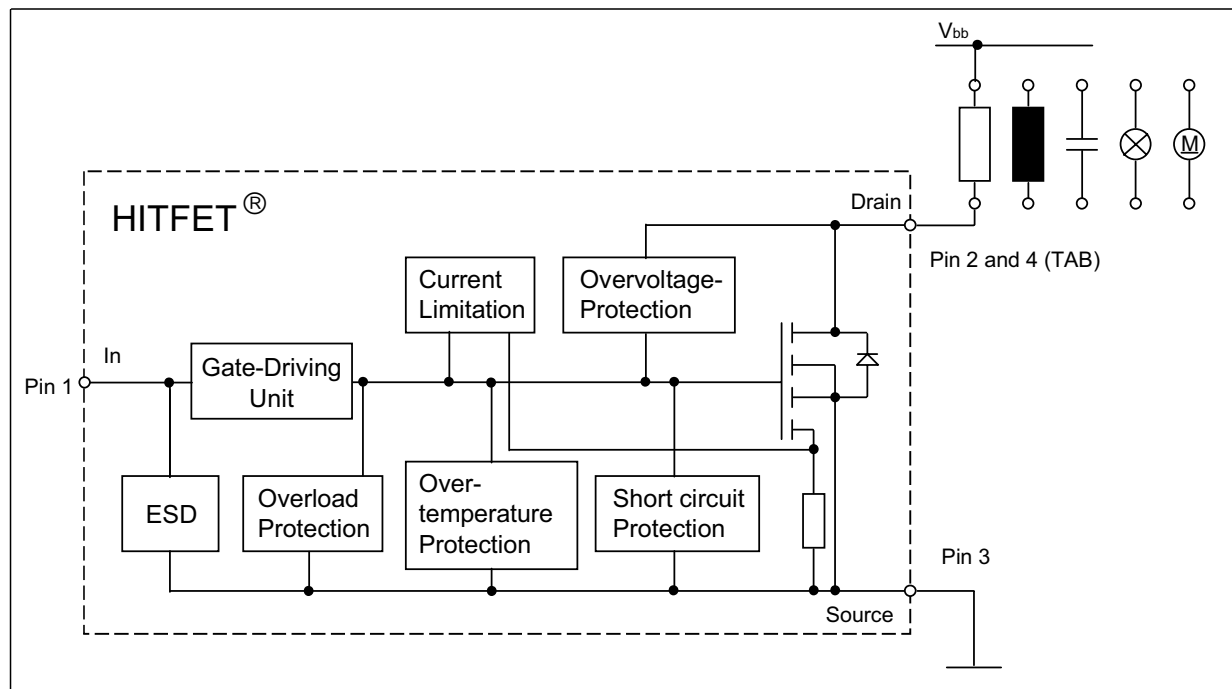 Vbb
M
HITFET ®
Drain
Pin 2 and 4 (TAB)
Current
Limitation
Overvoltage-
Protection
In
Pin 1
Gate-Driving
Unit
ESD
Overload
Protection
Over-
temperature
Protection
Short circuit
Protection
Pin 3
Source